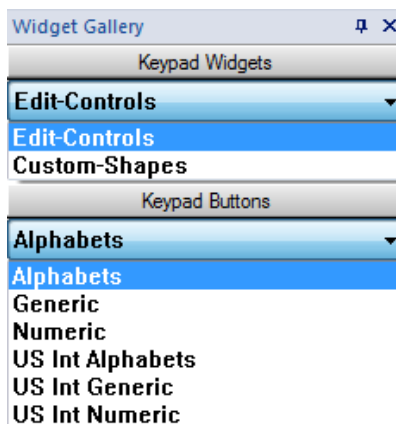 Widget Gallery
Keypad Widgets
Edit-Controls
Edit-Controls
Custom-Shapes
Keypad Buttons
Alphabets
Alphabets
Generic
Numeric
US Int Alphabets
US Int Generic
US Int Numeric